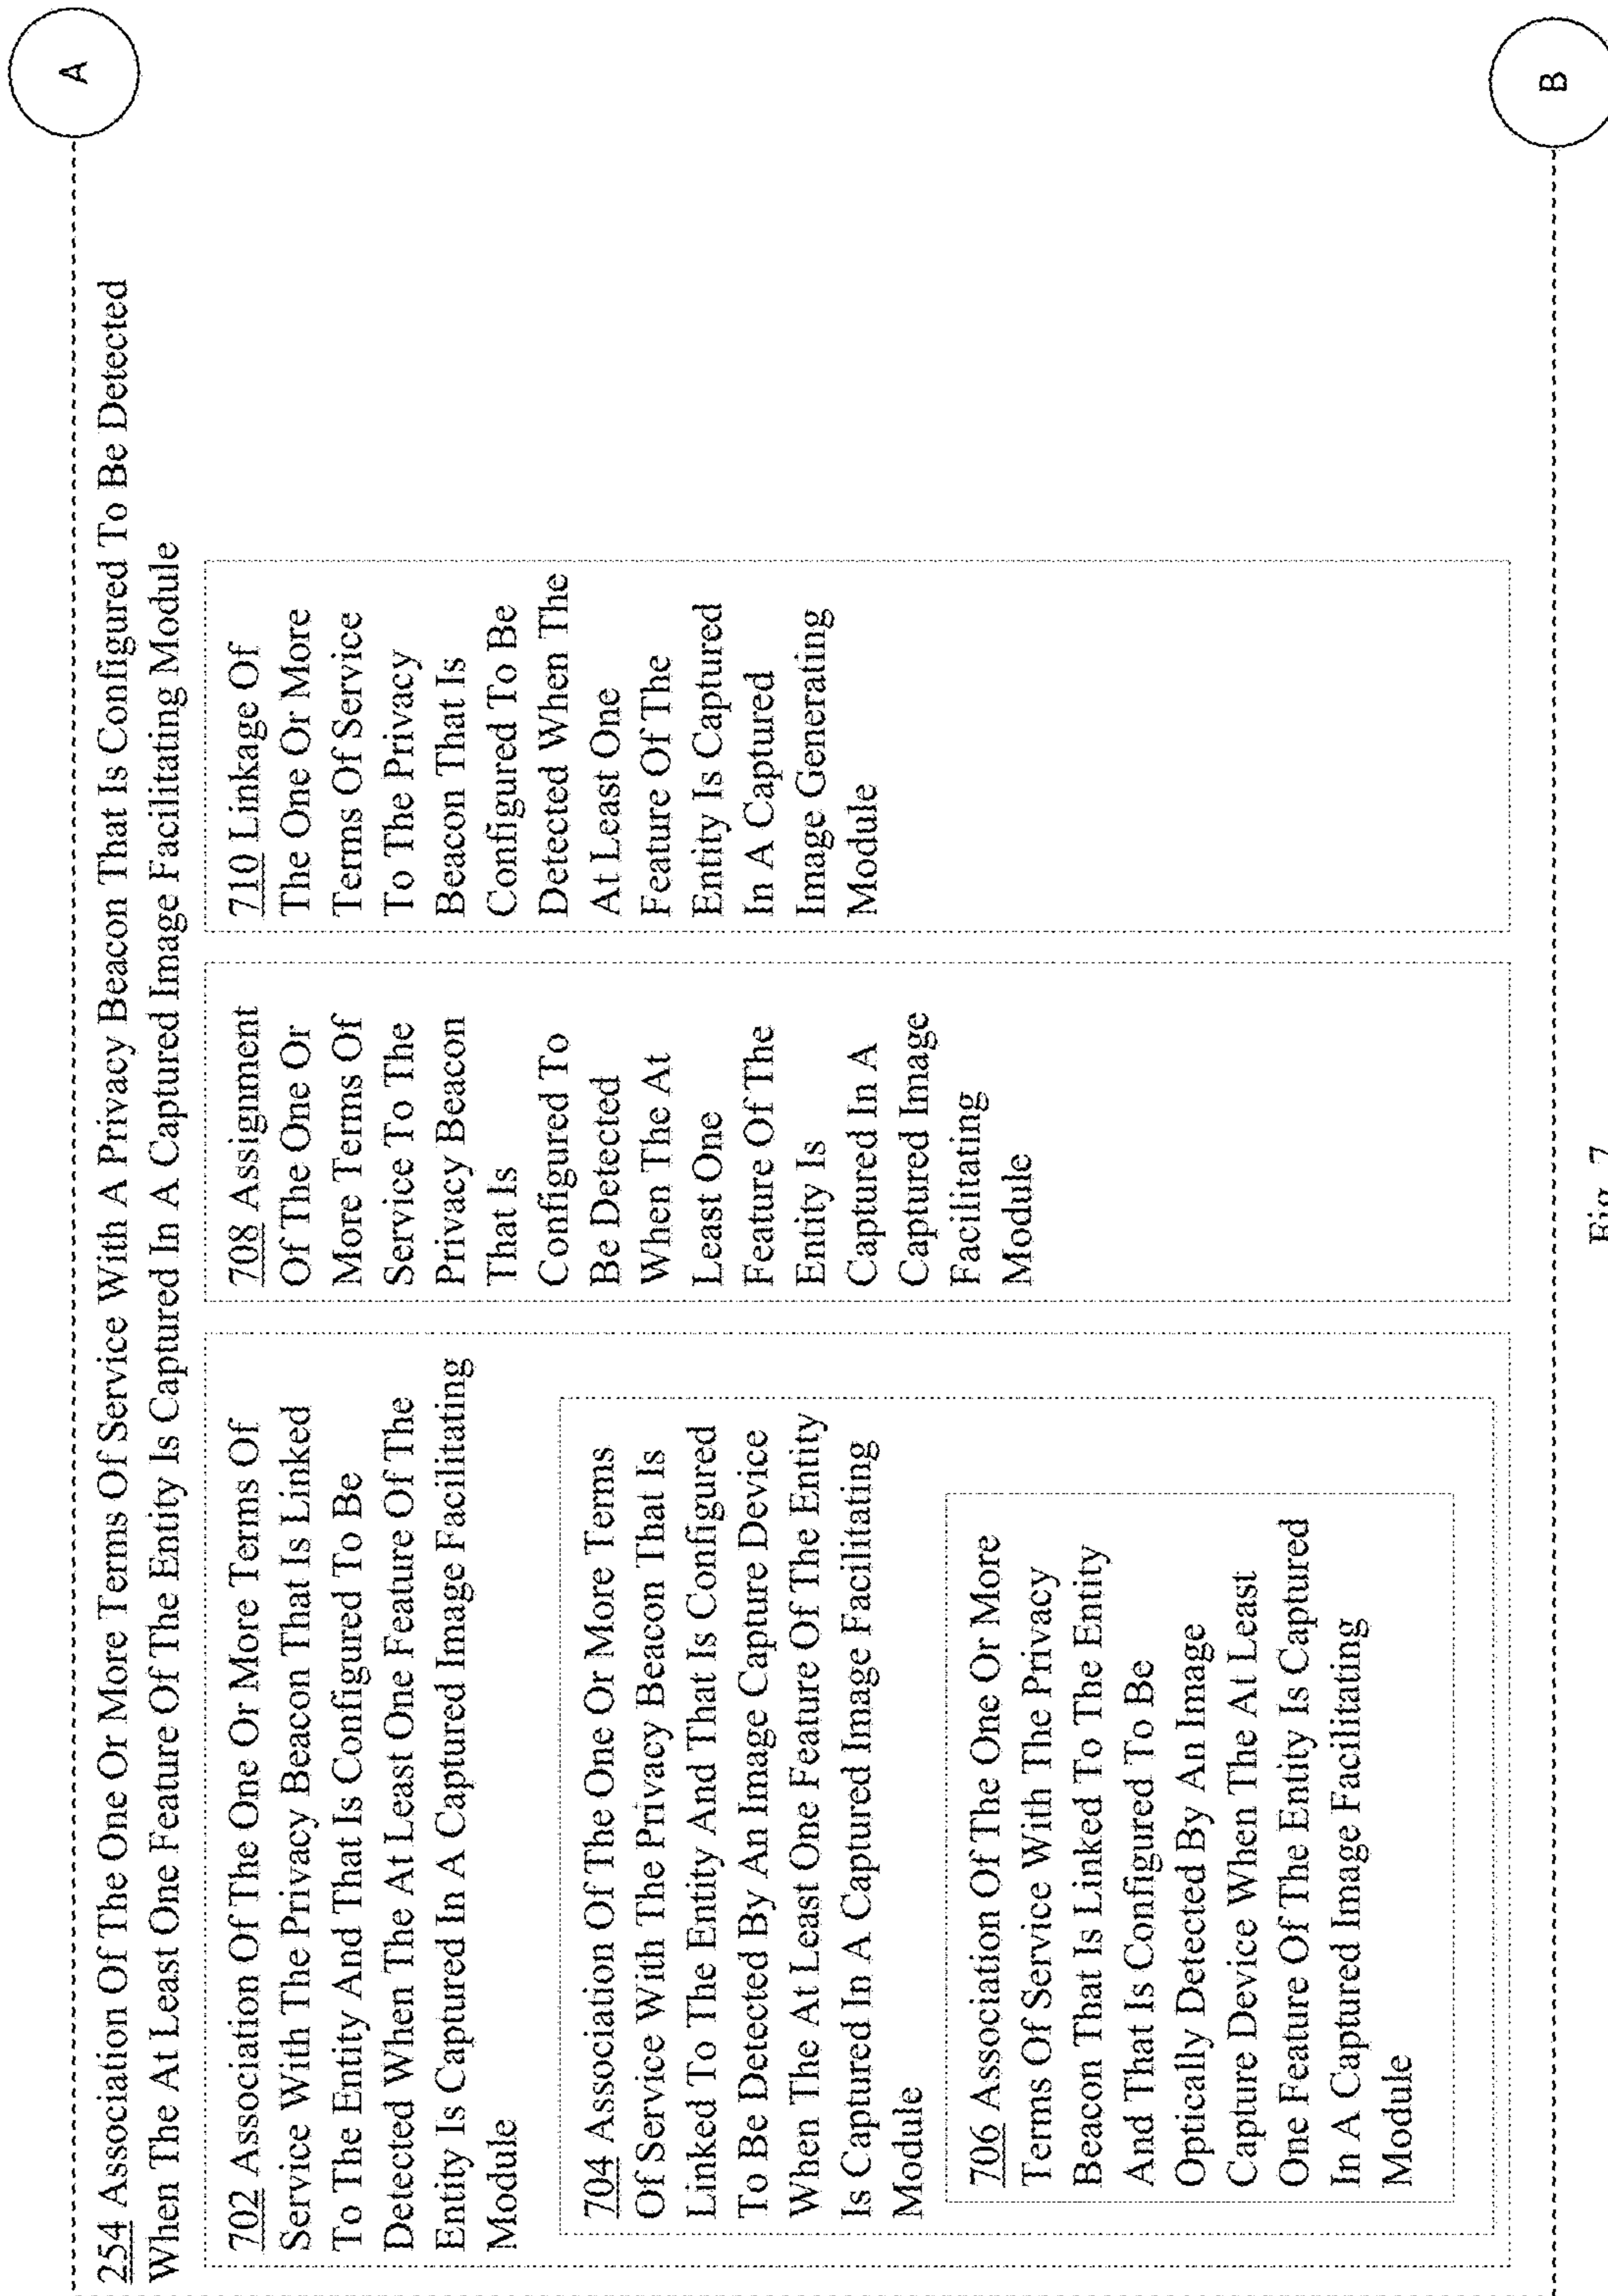 A
254 Association Of The One Or More Terms Of Service With A Privacy Beacon That Is Configured To Be Detected
When The At Least One Feature Of The Entity Is Captured In A Captured Image Facilitating Module
702 Association Of The One Or More Terms Of
Service With The Privacy Beacon That Is Linked
To The Entity And That Is Configured To Be
Detected When The At Least One Feature Of The
Entity Is Captured In A Captured Image Facilitating
Module
704 Association Of The One Or More Terms
Of Service With The Privacy Beacon That Is
Linked To The Entity And That Is Configured
To Be Detected By An Image Capture Device
When The At Least One Feature Of The Entity
Is Captured In A Captured Image Facilitating
Module
706 Association Of The One Or More
Terms Of Service With The Privacy
Beacon That Is Linked To The Entity
And That Is Configured To Be
Optically Detected By An Image
Capture Device When The At Least
One Feature Of The Entity Is Captured
In A Captured Image Facilitating
Module
708 Assignment
Of The One Or
More Terms Of
Service To The
Privacy Beacon
That Is
Configured To
Be Detected
When The At
Least One
Feature Of The
Entity Is
Captured In A
Captured Image
Facilitating
Module
710 Linkage Of
The One Or More
Terms Of Service
To The Privacy
Beacon That Is
Configured To Be
Detected When The
At Least One
Feature Of The
Entity Is Captured
In A Captured
Image Generating
Module
B
Fig. 7